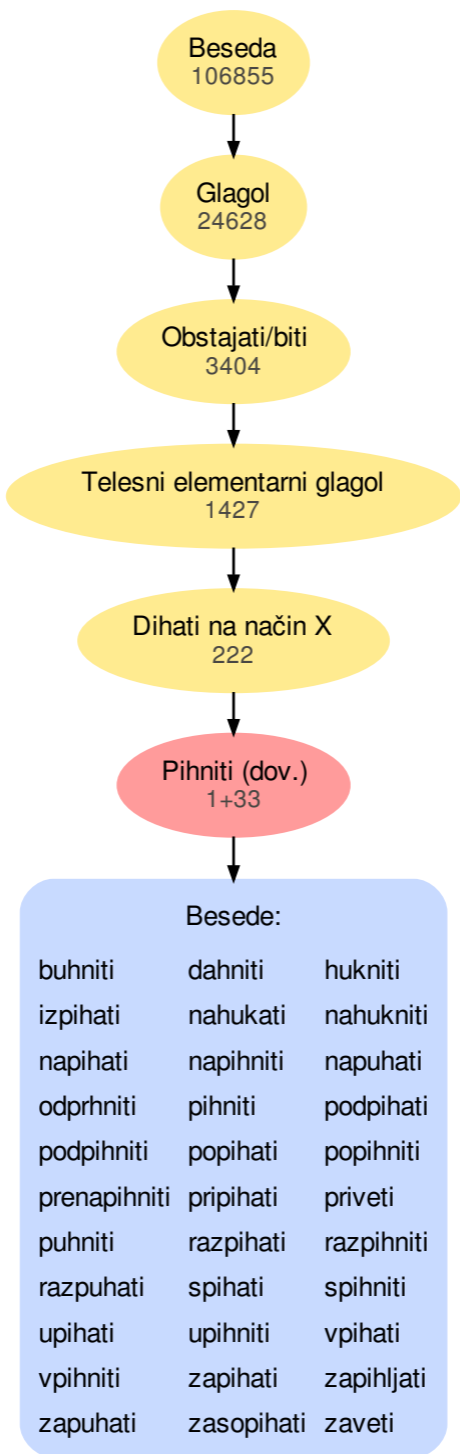 Beseda
106855
Glagol
24628
Obstajati/biti
3404
Telesni elementarni glagol
1427
Dihati na način X
222
Pihniti (dov.)
1+33
Besede:
buhniti dahniti hukniti
izpihati nahukati nahukniti
napihati napihniti napuhati
odprhniti pihniti podpihati
podpihniti popihati popihniti
prenapihniti pripihati priveti
puhniti razpihati razpihniti
razpuhati spihati spihniti
upihati upihniti vpihati
vpihniti zapihati zapihljati
zapuhati zasopihati zaveti